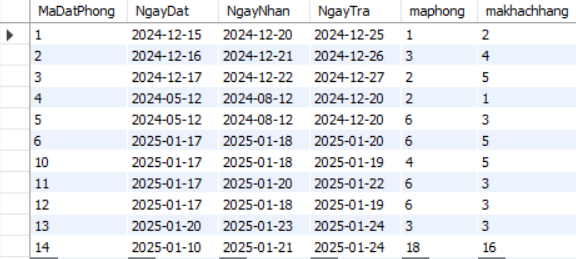 MaDatPhong NgayDat NgayNhan NgayTra maphong makhachhang
1 2024-12-15 2024-12-20 2024-12-25 1 2
2 2024-12-16 2024-12-21 2024-12-26 3 4
3 2024-12-17 2024-12-22 2024-12-27 2 5
4 2024-05-12 2024-08-12 2024-12-20 2 1
5 2024-05-12 2024-08-12 2024-12-20 6 3
6 2025-01-17 2025-01-18 2025-01-20 6 5
10 2025-01-17 2025-01-18 2025-01-19 4 5
11 2025-01-17 2025-01-20 2025-01-22 6 3
12 2025-01-17 2025-01-18 2025-01-19 6 3
13 2025-01-20 2025-01-23 2025-01-24 3 3
14 2025-01-10 2025-01-21 2025-01-24 18 16